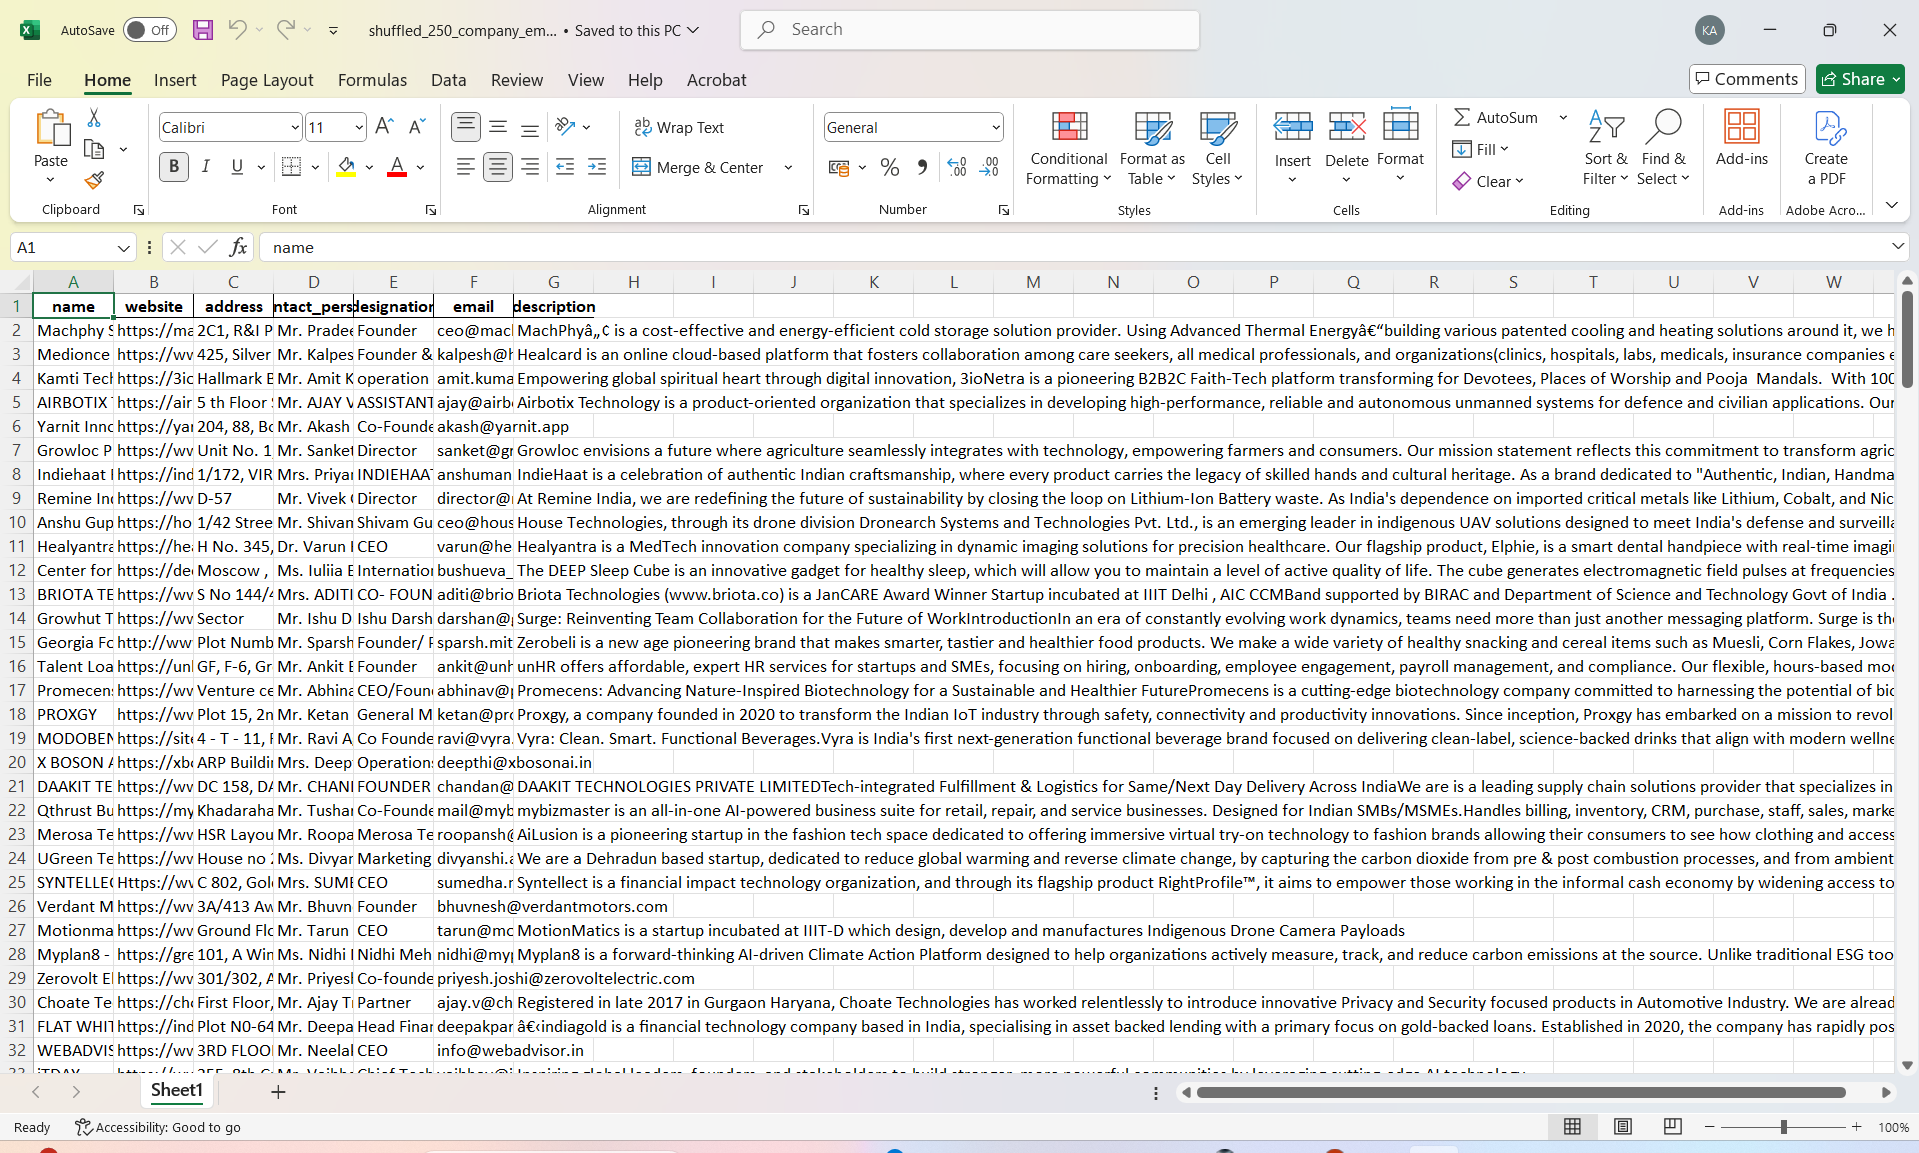 AutoSave Off shuffled_250_company_em... • Saved to this PC Search KA
File Home Insert Page Layout Formulas Data Review View Help Acrobat Comments Share
Paste Clipboard
Calibri 11 B I U A Font
Wrap Text Merge & Center Alignment
General % Number
Conditional Formatting Format as Table Cell Styles Styles
Insert Delete Format Cells
AutoSum Fill Clear Sort & Filter Find & Select Editing
Add-ins Add-ins
Create a PDF Adobe Acro...
A1 fx name
A B C D E F G H I J K L M N O P Q R S T U V W
1 name website address ntact_pers designation email description
2 Machphy S https://ma 2C1, R&I P Mr. Pradee Founder ceo@mach MachPhyâ„¢ is a cost-effective and energy-efficient cold storage solution provider. Using Advanced Thermal Energyâ€“building various patented cooling and heating solutions around it, we h
3 Medionce https://ww 425, Silver Mr. Kalpes Founder & kalpesh@h Healcard is an online cloud-based platform that fosters collaboration among care seekers, all medical professionals, and organizations(clinics, hospitals, labs, medicals, insurance companies e
4 Kamti Tech https://3io Hallmark B Mr. Amit K operation amit.kuma Empowering global spiritual heart through digital innovation, 3ioNetra is a pioneering B2B2C Faith-Tech platform transforming for Devotees, Places of Worship and Pooja Mandals. With 100
5 AIRBOTIX T https://air 5 th Floor Mr. AJAY V ASSISTANT ajay@airb Airbotix Technology is a product-oriented organization that specializes in developing high-performance, reliable and autonomous unmanned systems for defence and civilian applications. Our
6 Yarnit Inno https://yar 204, 88, Bo Mr. Akash Co-Founde akash@yarnit.app
7 Growloc P https://ww Unit No. 1 Mr. Sanket Director sanket@gr Growloc envisions a future where agriculture seamlessly integrates with technology, empowering farmers and consumers. Our mission statement reflects this commitment to transform agric
8 Indiehaat I https://ind 1/172, VIR Mrs. Priyar INDIEHAAT anshuman IndieHaat is a celebration of authentic Indian craftsmanship, where every product carries the legacy of skilled hands and cultural heritage. As a brand dedicated to "Authentic, Indian, Handma
9 Remine Inc https://ww D-57 Mr. Vivek Director director@r At Remine India, we are redefining the future of sustainability by closing the loop on Lithium-Ion Battery waste. As India's dependence on imported critical metals like Lithium, Cobalt, and Nic
10 Anshu Gup https://ho 1/42 Stree Mr. Shivan Shivam Gu ceo@hous House Technologies, through its drone division Dronearch Systems and Technologies Pvt. Ltd., is an emerging leader in indigenous UAV solutions designed to meet India's defense and surveilla
11 Healyantra https://hea H No. 345, Dr. Varun CEO varun@he Healyantra is a MedTech innovation company specializing in dynamic imaging solutions for precision healthcare. Our flagship product, Elphie, is a smart dental handpiece with real-time imagi
12 Center for https://dee Moscow , Ms. Iuliia B Internation bushueva_ The DEEP Sleep Cube is an innovative gadget for healthy sleep, which will allow you to maintain a level of active quality of life. The cube generates electromagnetic field pulses at frequencies
13 BRIOTA TE https://ww S No 144/4 Mrs. ADITI CO- FOUN aditi@brio Briota Technologies (www.briota.co) is a JanCARE Award Winner Startup incubated at IIIT Delhi , AIC CCMBand supported by BIRAC and Department of Science and Technology Govt of India .
14 Growhut T https://ww Sector Mr. Ishu D Ishu Darsh darshan@g Surge: Reinventing Team Collaboration for the Future of WorkIntroductionIn an era of constantly evolving work dynamics, teams need more than just another messaging platform. Surge is the
15 Georgia Fo http://ww Plot Numb Mr. Sparsh Founder/ P sparsh.mit Zerobeli is a new age pioneering brand that makes smarter, tastier and healthier food products. We make a wide variety of healthy snacking and cereal items such as Muesli, Corn Flakes, Jowa
16 Talent Loa https://unl GF, F-6, Gr Mr. Ankit B Founder ankit@unh unHR offers affordable, expert HR services for startups and SMEs, focusing on hiring, onboarding, employee engagement, payroll management, and compliance. Our flexible, hours-based mod
17 Promecens https://ww Venture ce Mr. Abhina CEO/Foun abhinav@p Promecens: Advancing Nature-Inspired Biotechnology for a Sustainable and Healthier FuturePromecens is a cutting-edge biotechnology company committed to harnessing the potential of bio
18 PROXGY https://ww Plot 15, 2n Mr. Ketan General M ketan@pro Proxgy, a company founded in 2020 to transform the Indian IoT industry through safety, connectivity and productivity innovations. Since inception, Proxgy has embarked on a mission to revol
19 MODOBEN https://site 4 - T - 11, Mr. Ravi A Co Founde ravi@vyra. Vyra: Clean. Smart. Functional Beverages.Vyra is India's first next-generation functional beverage brand focused on delivering clean-label, science-backed drinks that align with modern wellne
20 X BOSON A https://xbo ARP Buildin Mrs. Deep Operation deepthi@xbosonai.in
21 DAAKIT TE https://ww DC 158, DA Mr. CHANI FOUNDER chandan@ DAAKIT TECHNOLOGIES PRIVATE LIMITEDTech-integrated Fulfillment & Logistics for Same/Next Day Delivery Across IndiaWe are is a leading supply chain solutions provider that specializes in
22 Qthrust Bu https://my Khadaraha Mr. Tushar Co-Founde mail@myb mybizmaster is an all-in-one AI-powered business suite for retail, repair, and service businesses. Designed for Indian SMBs/MSMEs.Handles billing, inventory, CRM, purchase, staff, sales, marke
23 Merosa Te https://ww HSR Layou Mr. Roopa Merosa Te roopansh@ AiLusion is a pioneering startup in the fashion tech space dedicated to offering immersive virtual try-on technology to fashion brands allowing their consumers to see how clothing and access
24 UGreen Te https://ww House no 2 Ms. Divyar Marketing divyanshi.a We are a Dehradun based startup, dedicated to reduce global warming and reverse climate change, by capturing the carbon dioxide from pre & post combustion processes, and from ambient
25 SYNTELLEC Https://ww C 802, Gol Mrs. SUME CEO sumedha.r Syntellect is a financial impact technology organization, and through its flagship product RightProfile™, it aims to empower those working in the informal cash economy by widening access to
26 Verdant M https://ww 3A/413 Aw Mr. Bhuvn Founder bhuvnesh@verdantmotors.com
27 Motionma https://ww Ground Flo Mr. Tarun CEO tarun@mo MotionMatics is a startup incubated at IIIT-D which design, develop and manufactures Indigenous Drone Camera Payloads
28 Myplan8 - https://gre 101, A Win Ms. Nidhi Nidhi Meh nidhi@myp Myplan8 is a forward-thinking AI-driven Climate Action Platform designed to help organizations actively measure, track, and reduce carbon emissions at the source. Unlike traditional ESG too
29 Zerovolt El https://ww 301/302, A Mr. Priyesl Co-founde priyesh.joshi@zerovoltelectric.com
30 Choate Te https://cho First Floor, Mr. Ajay Tr Partner ajay.v@ch Registered in late 2017 in Gurgaon Haryana, Choate Technologies has worked relentlessly to introduce innovative Privacy and Security focused products in Automotive Industry. We are alread
31 FLAT WHIT https://ind Plot N0-64 Mr. Deepa Head Finan deepakpar â€‹indiagold is a financial technology company based in India, specialising in asset backed lending with a primary focus on gold-backed loans. Established in 2020, the company has rapidly pos
32 WEBADVIS https://ww 3RD FLOO Mr. Neelal CEO info@webadvisor.in
Sheet1
Ready Accessibility: Good to go 100%